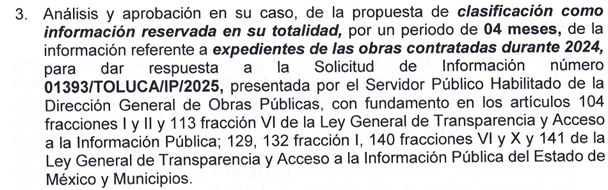 3. Análisis y aprobación en su caso, de la propuesta de clasificación como
información reservada en su totalidad, por un periodo de 04 meses, de la
información referente a expedientes de las obras contratadas durante 2024,
para dar respuesta a la Solicitud de Información número
01393/TOLUCA/IP/2025, presentada por el Servidor Público Habilitado de la
Dirección General de Obras Públicas, con fundamento en los artículos 104
fracciones I y II y 113 fracción VI de la Ley General de Transparencia y Acceso
a la Información Pública; 129, 132 fracción I, 140 fracciones VI y X y 141 de la
Ley General de Transparencia y Acceso a la Información Pública del Estado de
México y Municipios.